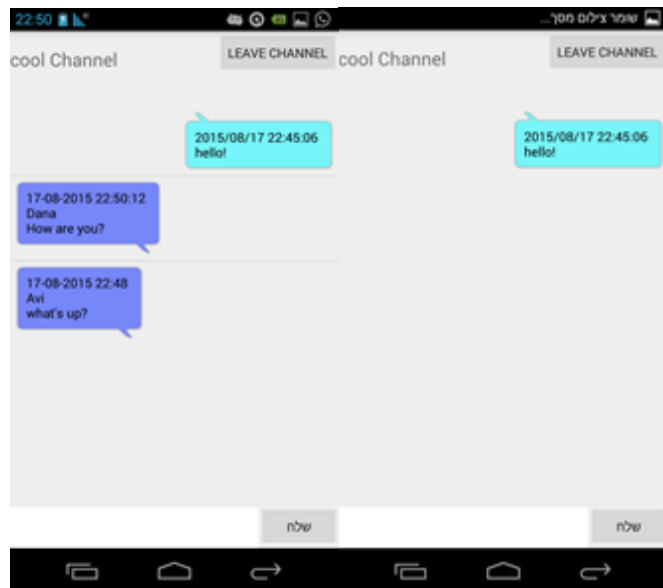 22:50
cool Channel
LEAVE CHANNEL
2015/08/17 22:45:06
hello!
17-08-2015 22:50:12
Dana
How are you?
17-08-2015 22:48
Avi
what's up?
שלח
שומר צילום מסך...
cool Channel
LEAVE CHANNEL
2015/08/17 22:45:06
hello!
שלח